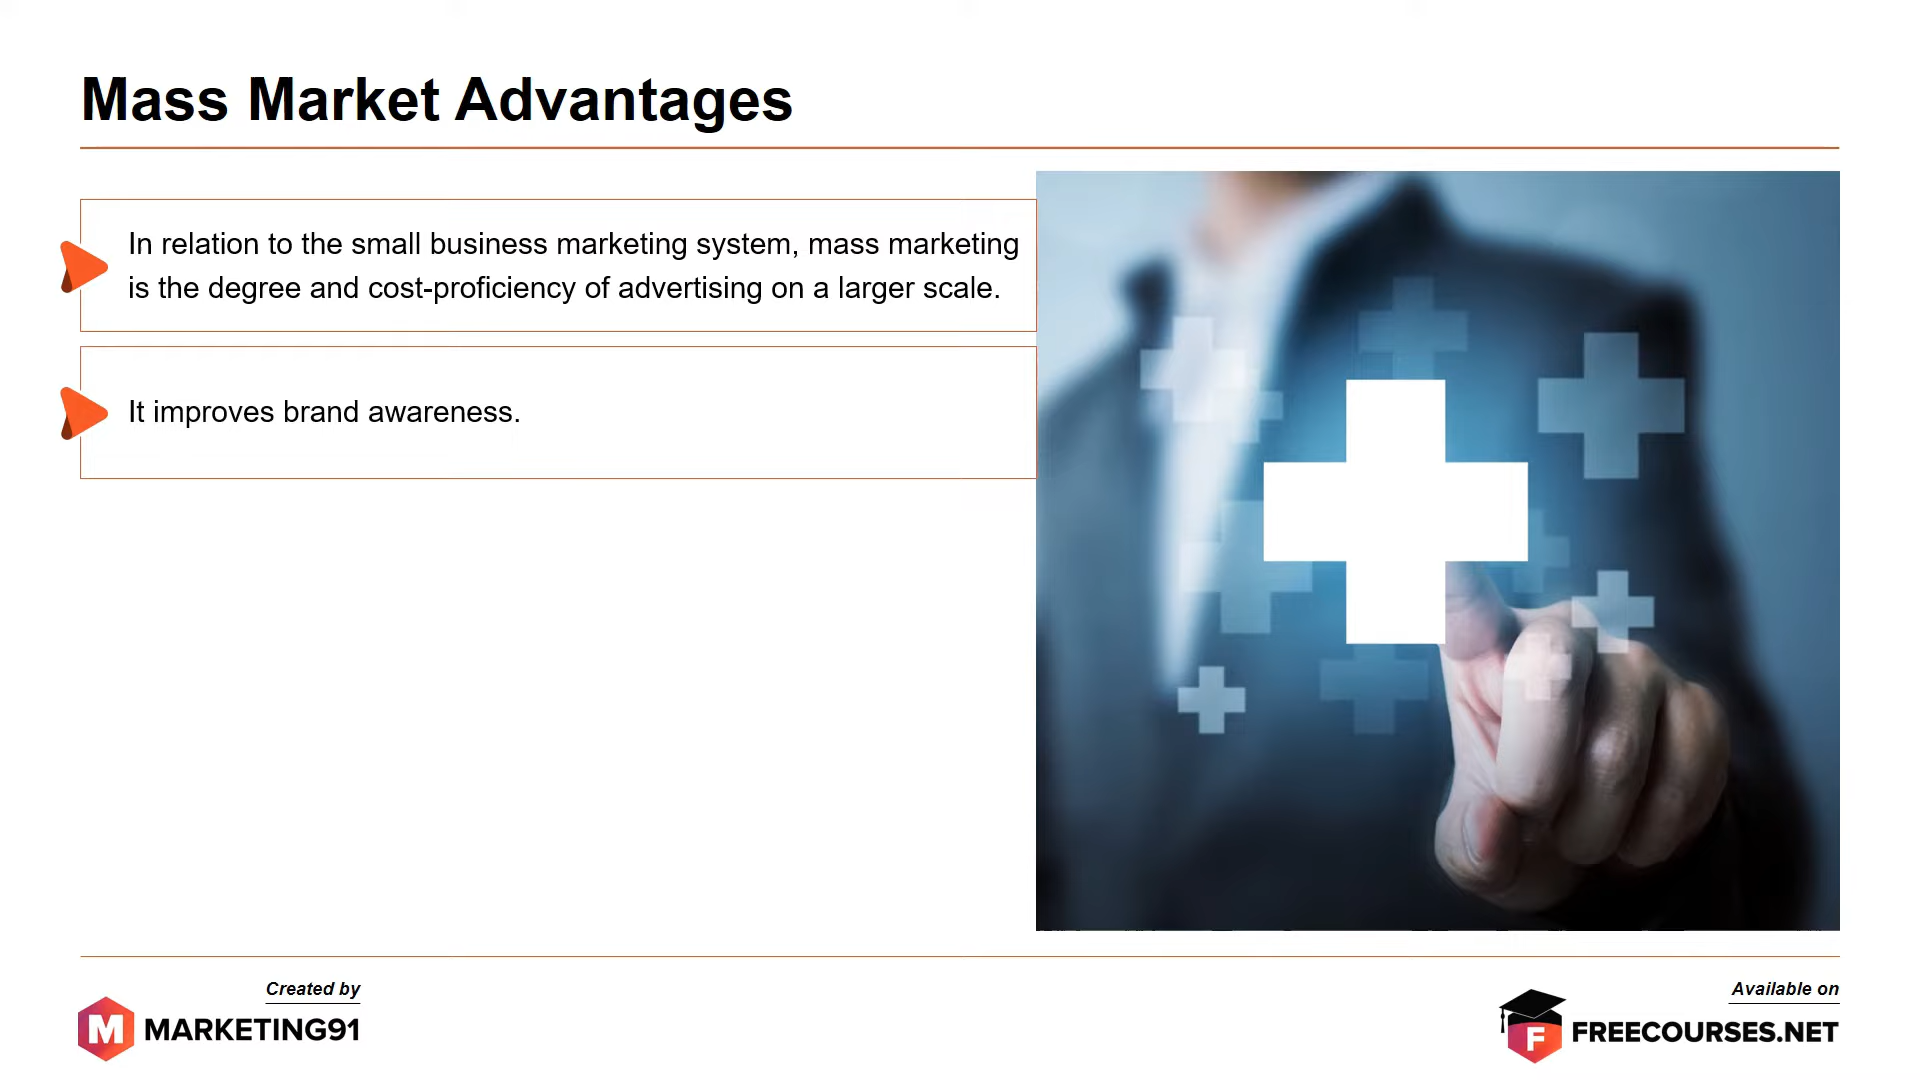 Mass Market Advantages
In relation to the small business marketing system, mass marketing
is the degree and cost-proficiency of advertising on a larger scale.
It improves brand awareness.
Created by
M MARKETING91
Available on
F FREECOURSES.NET